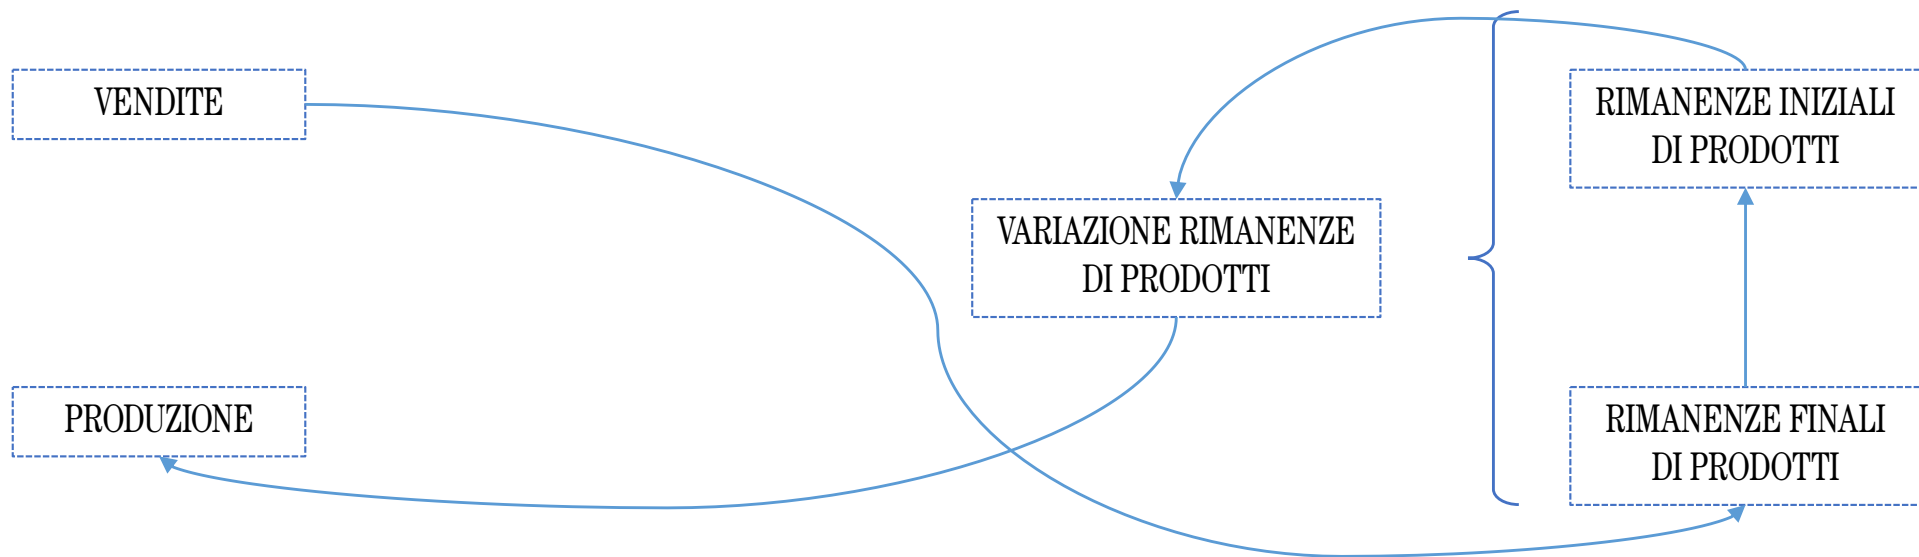 VENDITE
RIMANENZE INIZIALI
DI PRODOTTI
VARIAZIONE RIMANENZE
DI PRODOTTI
PRODUZIONE
RIMANENZE FINALI
DI PRODOTTI